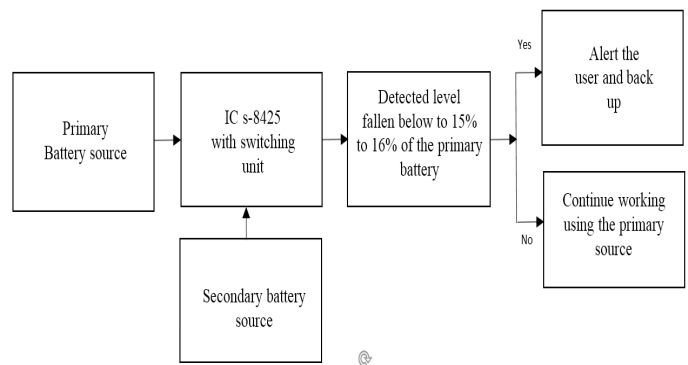 Primary
Battery source
IC s-8425
with switching
unit
Secondary battery
source
Detected level
fallen below to 15%
to 16% of the primary
battery
Yes
Alert the
user and back
up
No
Continue working
using the primary
source